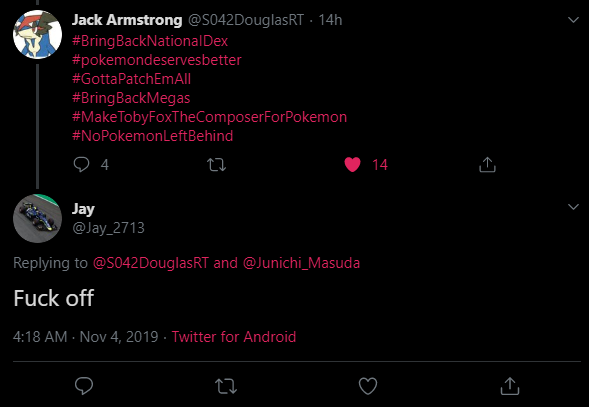 Jack Armstrong @S042DouglasRT · 14h
#BringBackNationalDex
#pokemondeservesbetter
#GottaPatchEmAll
#BringBackMegas
#MakeTobyFoxTheComposerForPokemon
#NoPokemonLeftBehind
4 14
Jay
@Jay_2713
Replying to @S042DouglasRT and @Junichi_Masuda
Fuck off
4:18 AM · Nov 4, 2019 · Twitter for Android